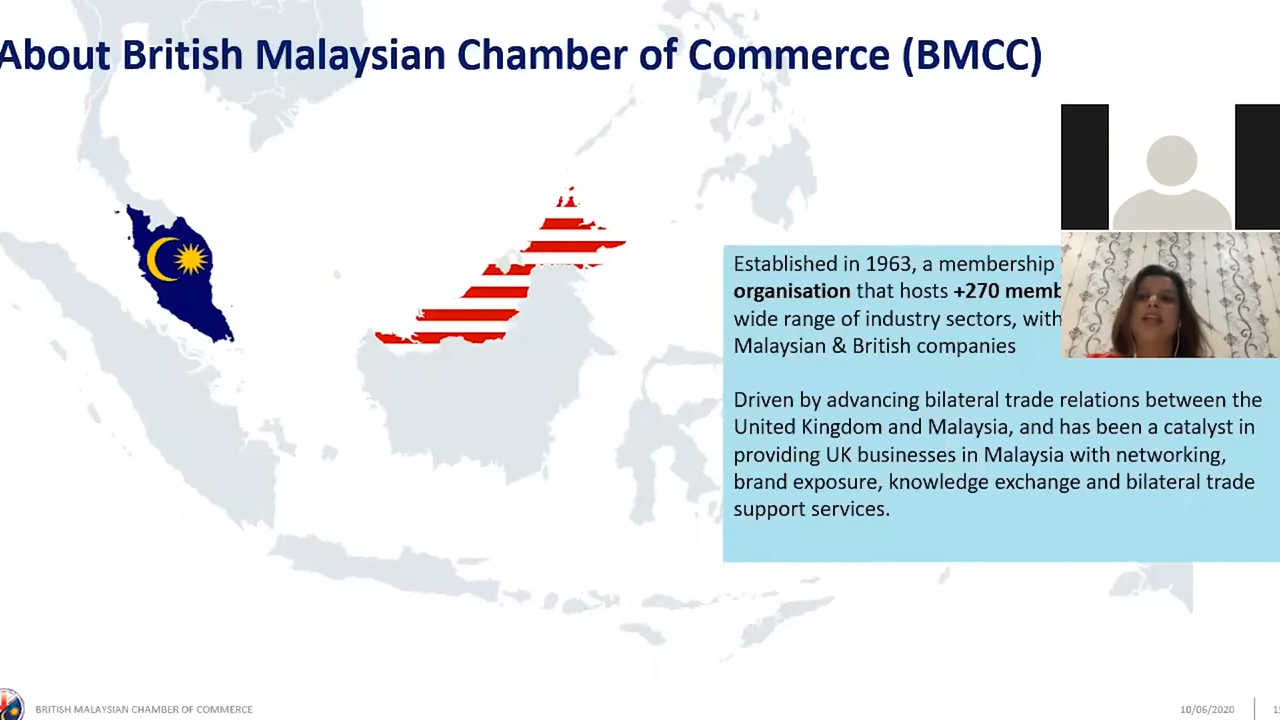 About British Malaysian Chamber of Commerce (BMCC)
Established in 1963, a membership
organisation that hosts +270
wide range of industry sectors, with
Malaysian & British companies
Driven by advancing bilateral trade relations between the
United Kingdom and Malaysia, and has been a catalyst in
providing UK businesses in Malaysia with networking,
brand exposure, knowledge exchange and bilateral trade
support services.
BRITISH MALAYSIAN CHAMBER OF COMMERCE
10/06/2020